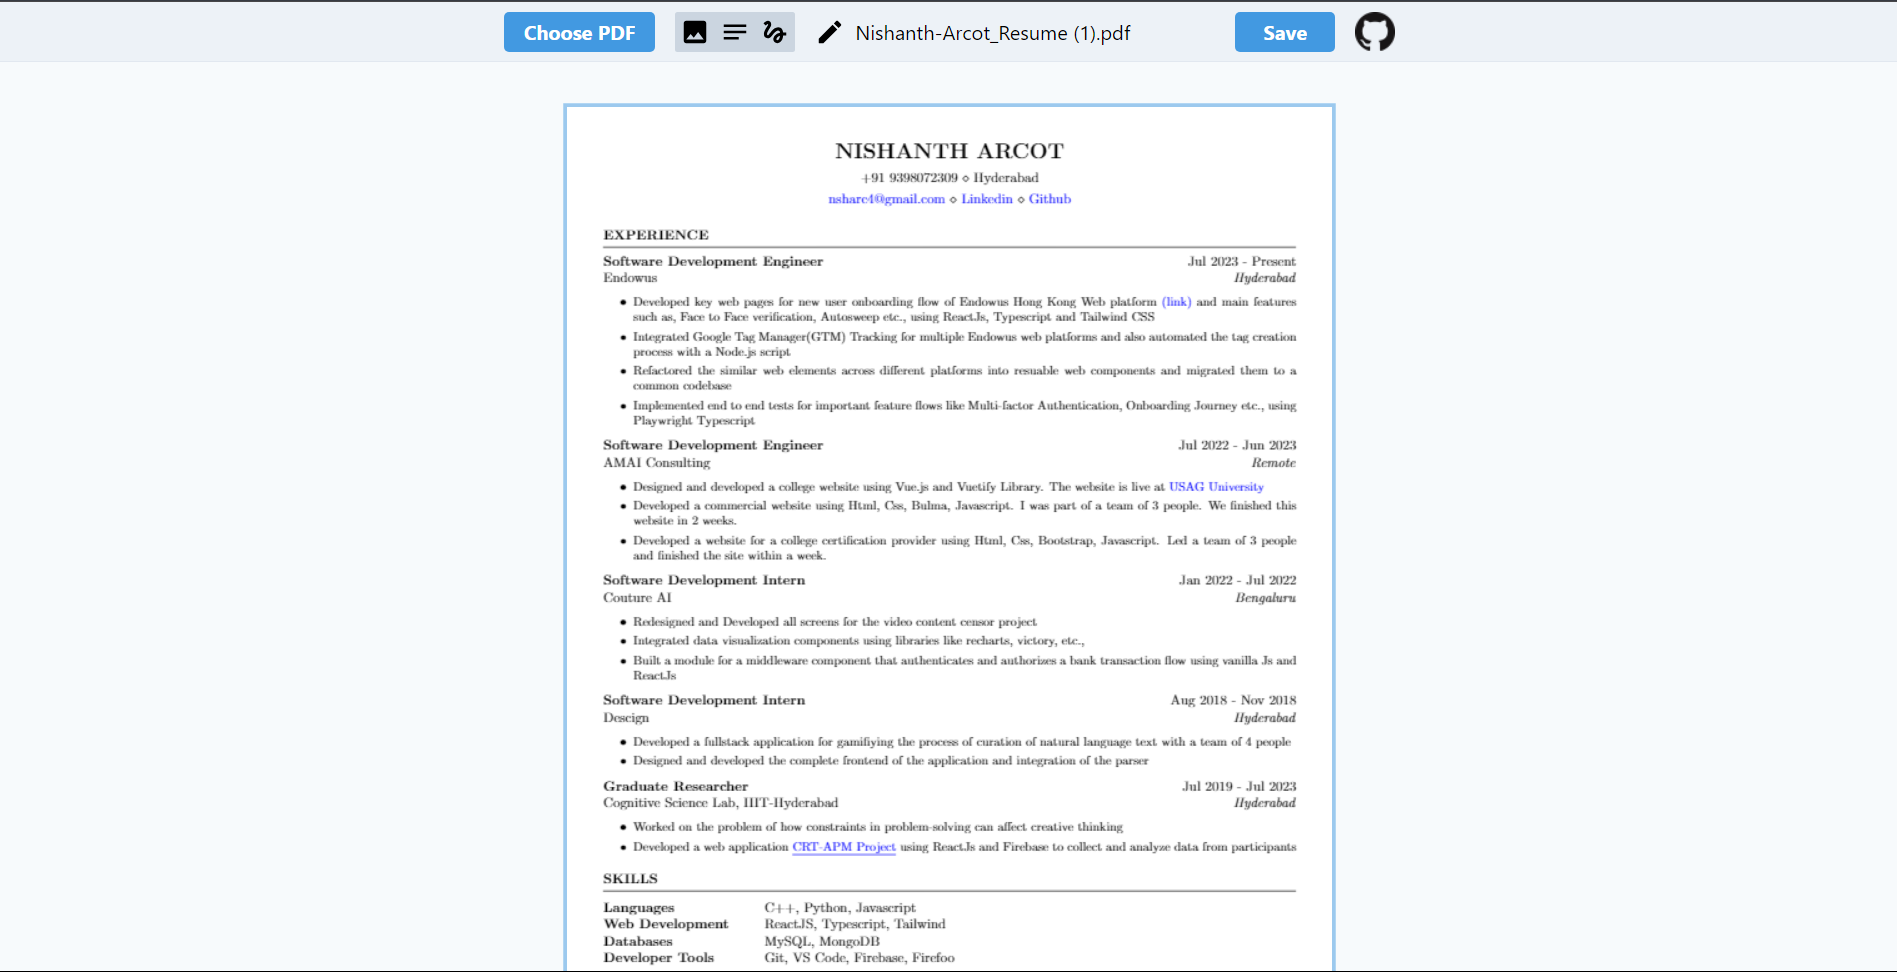 Choose PDF
Nishanth-Arcot_Resume (1).pdf
Save
NISHANTH ARCOT
+91 9398072309 ⋄ Hyderabad
nsharc4@gmail.com ⋄ Linkedin ⋄ Github
EXPERIENCE
Software Development Engineer Jul 2023 - Present
Endowus Hyderabad
• Developed key web pages for new user onboarding flow of Endowus Hong Kong Web platform (link) and main features
such as, Face to Face verification, Autosweep etc., using ReactJs, Typescript and Tailwind CSS
• Integrated Google Tag Manager(GTM) Tracking for multiple Endowus web platforms and also automated the tag creation
process with a Node.js script
• Refactored the similar web elements across different platforms into resuable web components and migrated them to a
common codebase
• Implemented end to end tests for important feature flows like Multi-factor Authentication, Onboarding Journey etc., using
Playwright Typescript
Software Development Engineer Jul 2022 - Jun 2023
AMAI Consulting Remote
• Designed and developed a college website using Vue.js and Vuetify Library. The website is live at USAG University
• Developed a commercial website using Html, Css, Bulma, Javascript. I was part of a team of 3 people. We finished this
website in 2 weeks.
• Developed a website for a college certification provider using Html, Css, Bootstrap, Javascript. Led a team of 3 people
and finished the site within a week.
Software Development Intern Jan 2022 - Jul 2022
Couture AI Bengaluru
• Redesigned and Developed all screens for the video content censor project
• Integrated data visualization components using libraries like recharts, victory, etc.,
• Built a module for a middleware component that authenticates and authorizes a bank transaction flow using vanilla Js and
ReactJs
Software Development Intern Aug 2018 - Nov 2018
Descign Hyderabad
• Developed a fullstack application for gamifiying the process of curation of natural language text with a team of 4 people
• Designed and developed the complete frontend of the application and integration of the parser
Graduate Researcher Jul 2019 - Jul 2023
Cognitive Science Lab, IIIT-Hyderabad Hyderabad
• Worked on the problem of how constraints in problem-solving can affect creative thinking
• Developed a web application CRT-APM Project using ReactJs and Firebase to collect and analyze data from participants
SKILLS
Languages C++, Python, Javascript
Web Development ReactJS, Typescript, Tailwind
Databases MySQL, MongoDB
Developer Tools Git, VS Code, Firebase, Firefoo